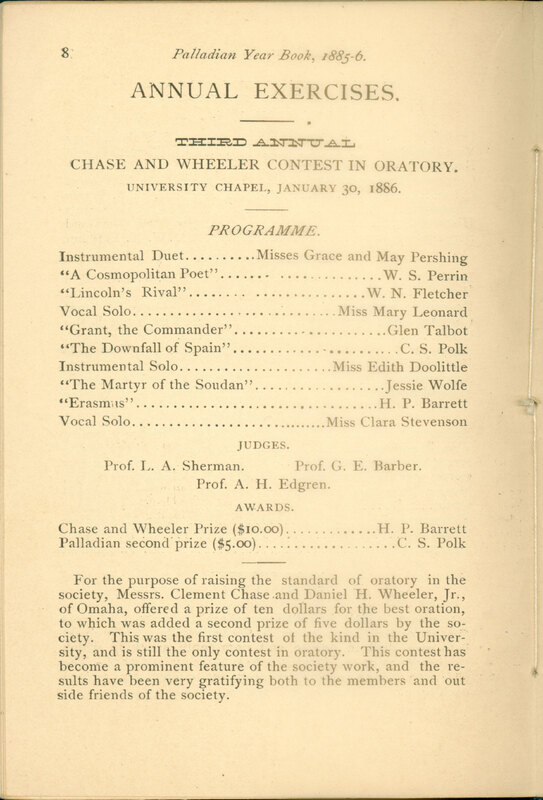 8 Palladian Year Book, 1885-6.
ANNUAL EXERCISES.
THIRD ANNUAL
CHASE AND WHEELER CONTEST IN ORATORY.
UNIVERSITY CHAPEL, JANUARY 30, 1886.
PROGRAMME.
Instrumental Duet..........Misses Grace and May Pershing
"A Cosmopolitan Poet"....................W. S. Perrin
"Lincoln's Rival"........................W. N. Fletcher
Vocal Solo............................Miss Mary Leonard
"Grant, the Commander"....................Glen Talbot
"The Downfall of Spain"......................C. S. Polk
Instrumental Solo....................Miss Edith Doolittle
"The Martyr of the Soudan"................Jessie Wolfe
"Erasmus"................................H. P. Barrett
Vocal Solo.........................Miss Clara Stevenson
JUDGES.
Prof. L. A. Sherman. Prof. G. E. Barber.
Prof. A. H. Edgren.
AWARDS.
Chase and Wheeler Prize ($10.00)............H. P. Barrett
Palladian second prize ($5.00)..................C. S. Polk
For the purpose of raising the standard of oratory in the
society, Messrs. Clement Chase and Daniel H. Wheeler, Jr.,
of Omaha, offered a prize of ten dollars for the best oration,
to which was added a second prize of five dollars by the so-
ciety. This was the first contest of the kind in the Univer-
sity, and is still the only contest in oratory. This contest has
become a prominent feature of the society work, and the re-
sults have been very gratifying both to the members and out
side friends of the society.